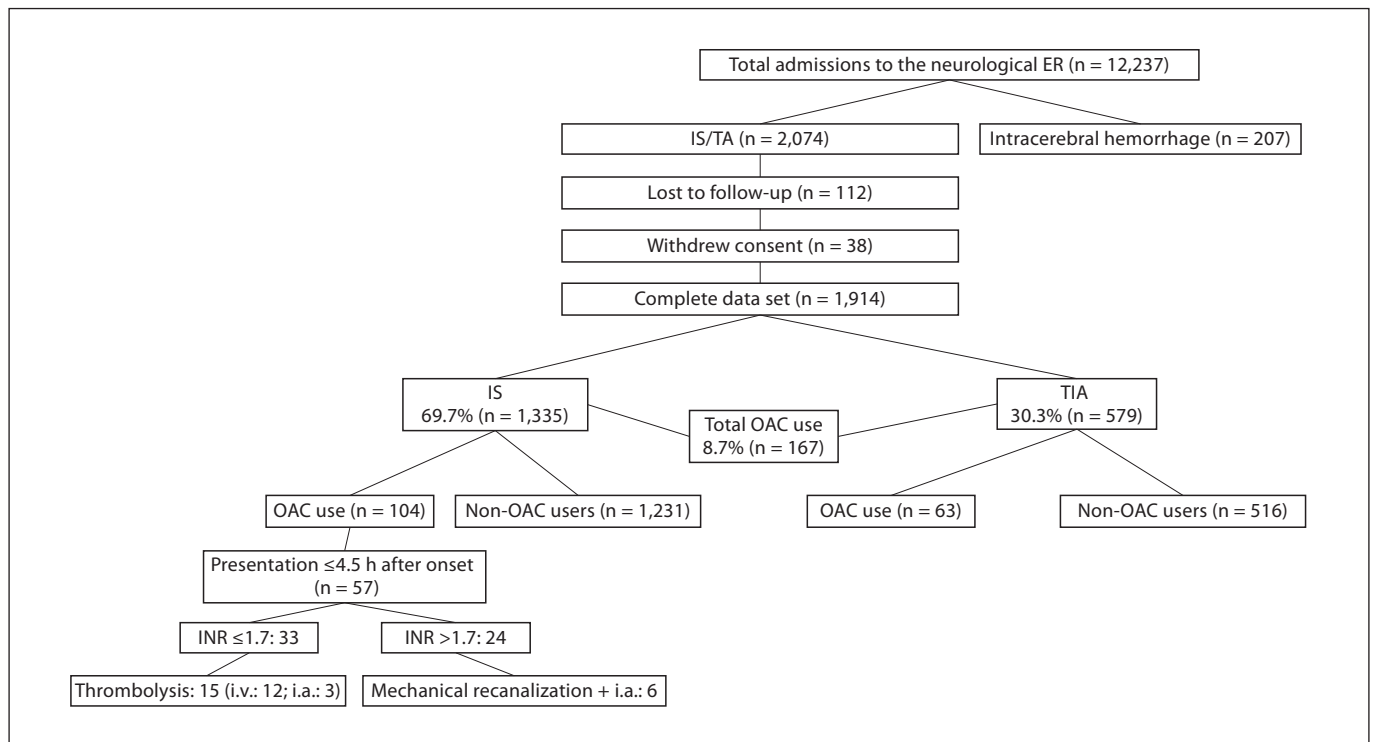 Total admissions to the neurological ER (n = 12,237)
IS/TA (n = 2,074)
Intracerebral hemorrhage (n = 207)
Lost to follow-up (n = 112)
Withdrew consent (n = 38)
Complete data set (n = 1,914)
IS
69.7% (n = 1,335)
TIA
30.3% (n = 579)
Total OAC use
8.7% (n = 167)
OAC use (n = 104)
Non-OAC users (n = 1,231)
OAC use (n = 63)
Non-OAC users (n = 516)
Presentation ≤4.5 h after onset
(n = 57)
INR ≤1.7: 33
INR >1.7: 24
Thrombolysis: 15 (i.v.: 12; i.a.: 3)
Mechanical recanalization + i.a.: 6